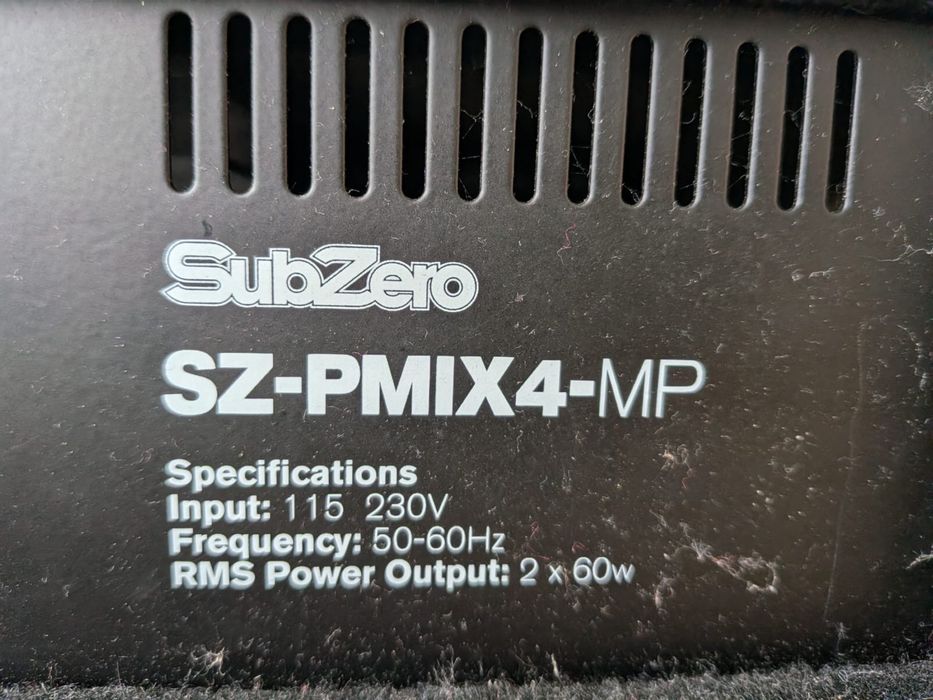 SubZero
SZ-PMIX4-MP
Specifications
Input: 115 230V
Frequency: 50-60Hz
RMS Power Output: 2 x 60w